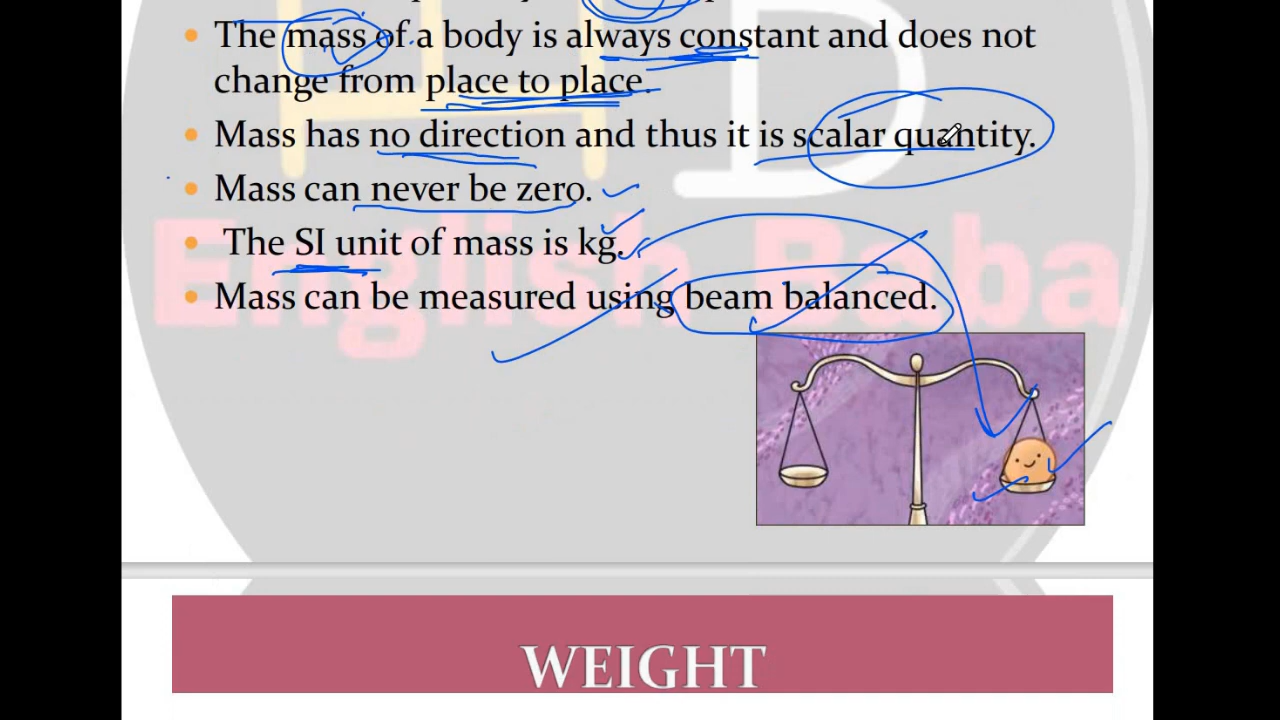 The mass of a body is always constant and does not
change from place to place.
Mass has no direction and thus it is scalar quantity.
Mass can never be zero.
The SI unit of mass is kg.
Mass can be measured using beam balanced.
English Baba
WEIGHT